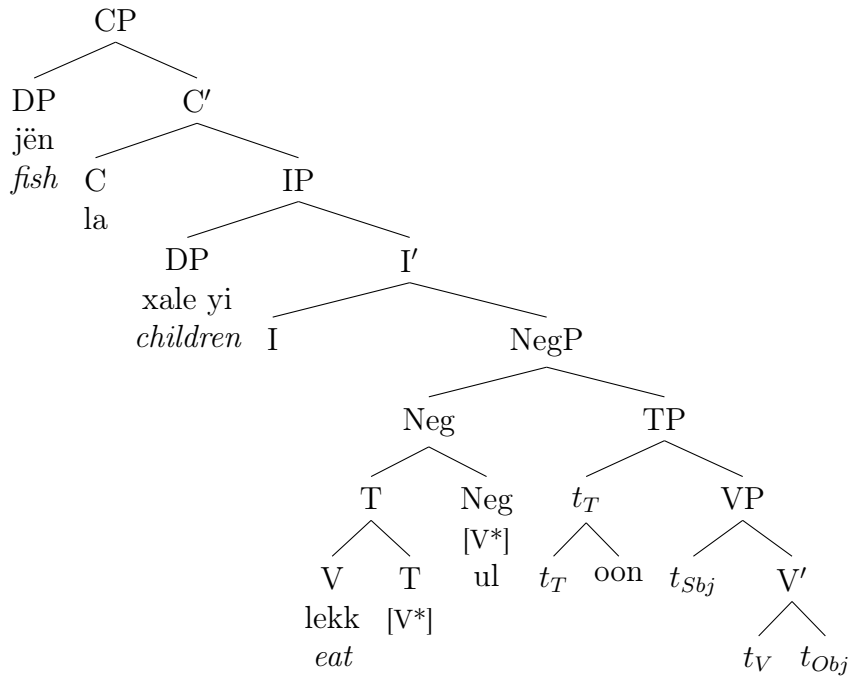 CP
DP C′
jën
fish C IP
la
DP I′
xale yi
children I NegP
Neg TP
T Neg t_T VP
[V*]
V T ul t_T oon t_Sbj V′
lekk [V*]
eat t_V t_Obj